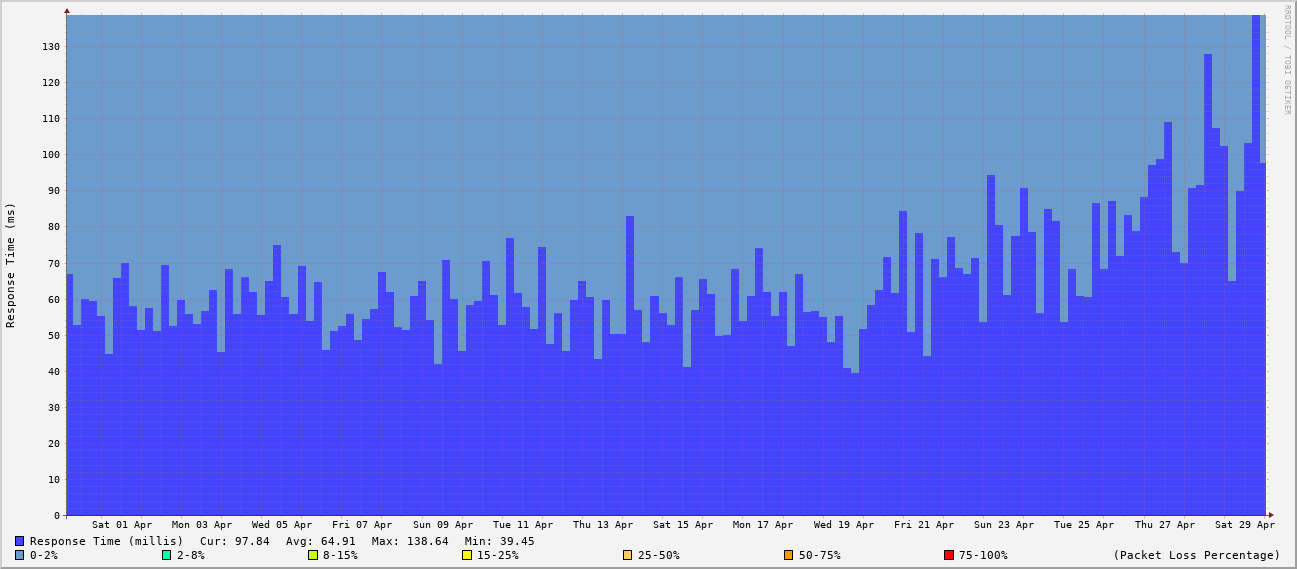 RRDTOOL / TOBI OETIKER
Response Time (ms)
130
120
110
100
90
80
70
60
50
40
30
20
10
0
Sat 01 Apr Mon 03 Apr Wed 05 Apr Fri 07 Apr Sun 09 Apr Tue 11 Apr Thu 13 Apr Sat 15 Apr Mon 17 Apr Wed 19 Apr Fri 21 Apr Sun 23 Apr Tue 25 Apr Thu 27 Apr Sat 29 Apr
Response Time (millis) Cur: 97.84 Avg: 64.91 Max: 138.64 Min: 39.45
0-2% 2-8% 8-15% 15-25% 25-50% 50-75% 75-100% (Packet Loss Percentage)